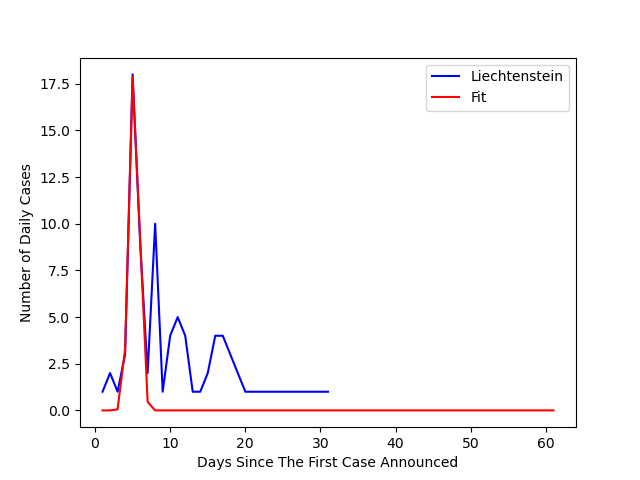 Liechtenstein
Fit
17.5
15.0
12.5
10.0
7.5
5.0
2.5
0.0
Number of Daily Cases
0 10 20 30 40 50 60
Days Since The First Case Announced